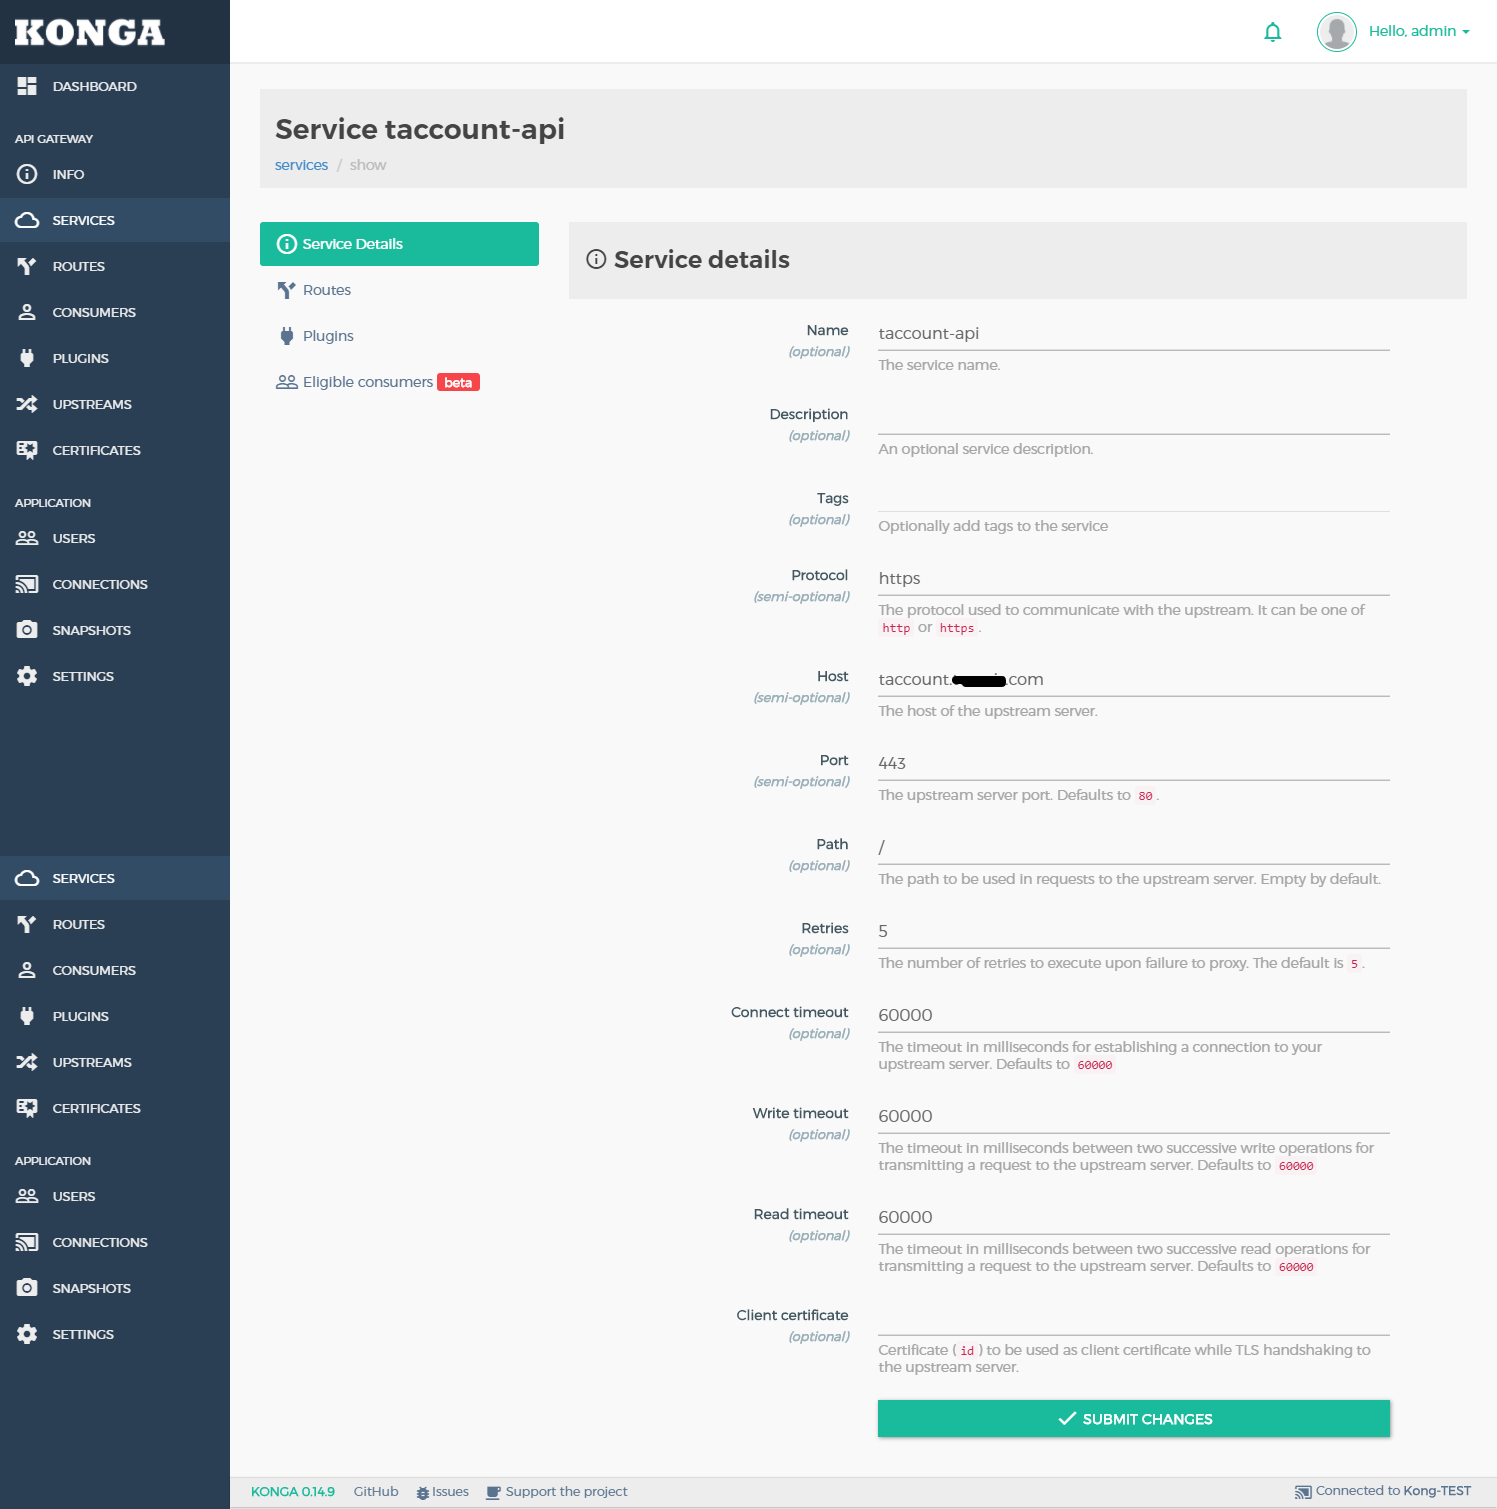 KONGA
Hello, admin
DASHBOARD
API GATEWAY
INFO
SERVICES
ROUTES
CONSUMERS
PLUGINS
UPSTREAMS
CERTIFICATES
APPLICATION
USERS
CONNECTIONS
SNAPSHOTS
SETTINGS
SERVICES
ROUTES
CONSUMERS
PLUGINS
UPSTREAMS
CERTIFICATES
APPLICATION
USERS
CONNECTIONS
SNAPSHOTS
SETTINGS
Service taccount-api
services / show
Service Details
Routes
Plugins
Eligible consumers beta
Service details
Name
(optional)
taccount-api
The service name.
Description
(optional)
An optional service description.
Tags
(optional)
Optionally add tags to the service
Protocol
(semi-optional)
https
The protocol used to communicate with the upstream. It can be one of
http or https.
Host
(semi-optional)
taccount. .com
The host of the upstream server.
Port
(semi-optional)
443
The upstream server port. Defaults to 80.
Path
(optional)
/
The path to be used in requests to the upstream server. Empty by default.
Retries
(optional)
5
The number of retries to execute upon failure to proxy. The default is 5.
Connect timeout
(optional)
60000
The timeout in milliseconds for establishing a connection to your
upstream server. Defaults to 60000
Write timeout
(optional)
60000
The timeout in milliseconds between two successive write operations for
transmitting a request to the upstream server. Defaults to 60000
Read timeout
(optional)
60000
The timeout in milliseconds between two successive read operations for
transmitting a request to the upstream server. Defaults to 60000
Client certificate
(optional)
Certificate (id) to be used as client certificate while TLS handshaking to
the upstream server.
SUBMIT CHANGES
KONGA 0.14.9 GitHub Issues Support the project
Connected to Kong-TEST